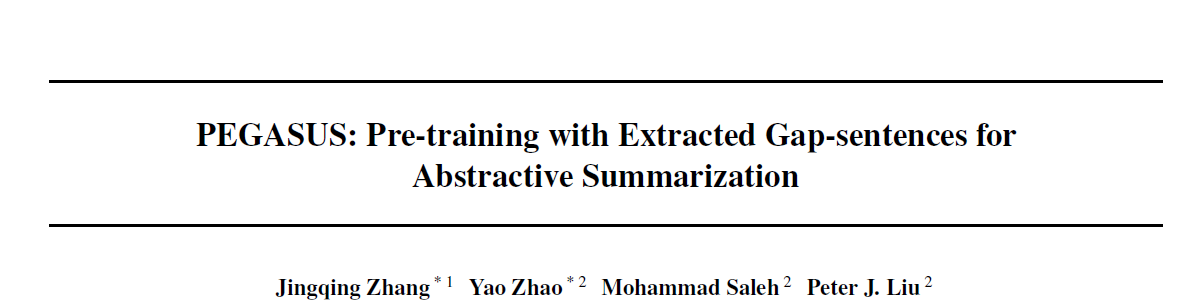 PEGASUS: Pre-training with Extracted Gap-sentences for
Abstractive Summarization
Jingqing Zhang * 1 Yao Zhao * 2 Mohammad Saleh 2 Peter J. Liu 2